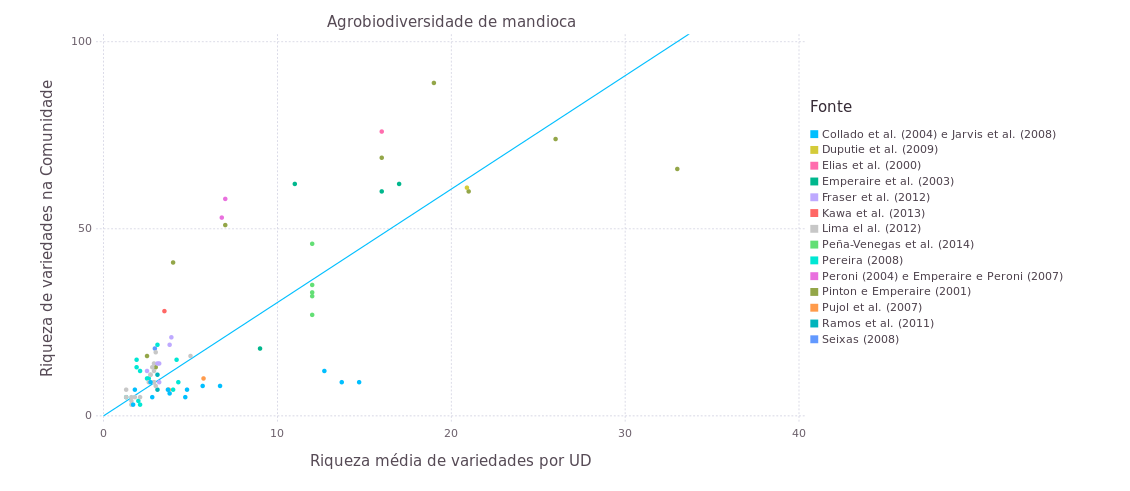 Agrobiodiversidade de mandioca
Riqueza de variedades na Comunidade
100
50
0
0
10
20
30
40
Riqueza média de variedades por UD
Fonte
Collado et al. (2004) e Jarvis et al. (2008)
Duputie et al. (2009)
Elias et al. (2000)
Emperaire et al. (2003)
Fraser et al. (2012)
Kawa et al. (2013)
Lima el al. (2012)
Peña-Venegas et al. (2014)
Pereira (2008)
Peroni (2004) e Emperaire e Peroni (2007)
Pinton e Emperaire (2001)
Pujol et al. (2007)
Ramos et al. (2011)
Seixas (2008)